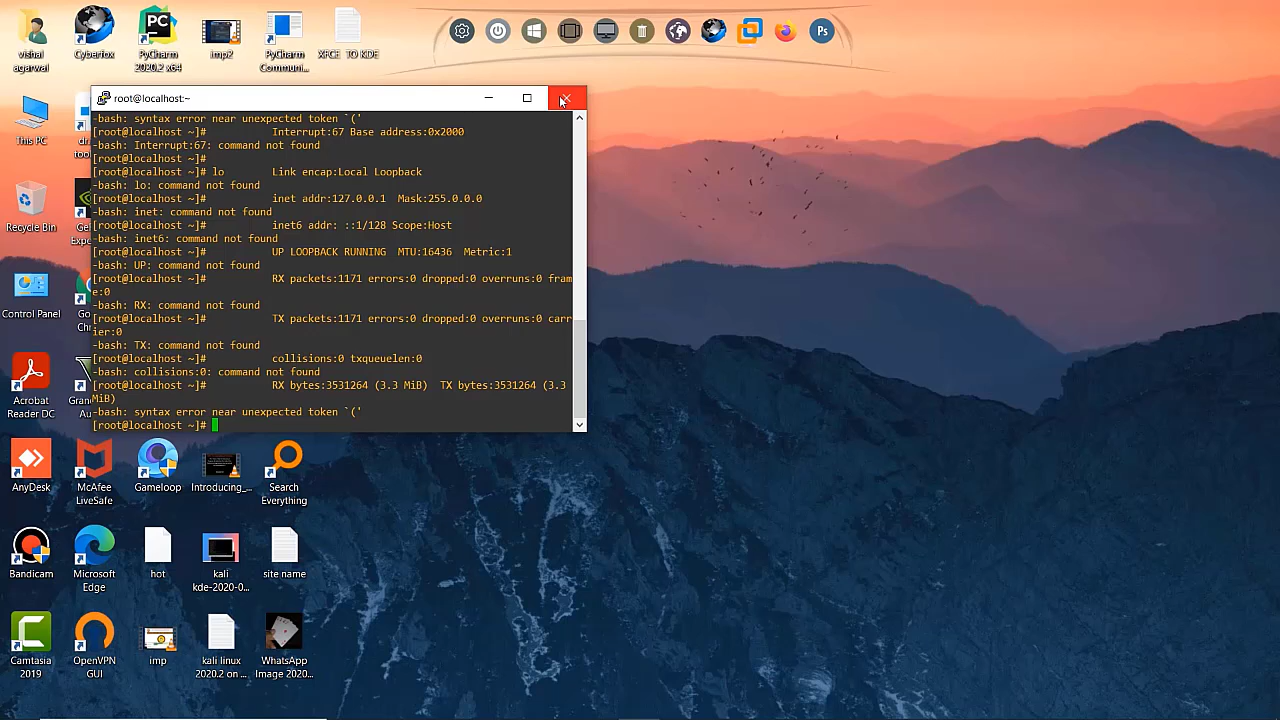 vishal
agarwal
Cyberfox
PyCharm
2020.2 x64
imp2
PyCharm
Communi...
XFCE TO KDE
Ps
root@localhost:~
-bash: syntax error near unexpected token `('
[root@localhost ~]#           Interrupt:67 Base address:0x2000
-bash: Interrupt:67: command not found
[root@localhost ~]#
[root@localhost ~]# lo        Link encap:Local Loopback
-bash: lo: command not found
[root@localhost ~]#           inet addr:127.0.0.1  Mask:255.0.0.0
-bash: inet: command not found
[root@localhost ~]#           inet6 addr: ::1/128 Scope:Host
-bash: inet6: command not found
[root@localhost ~]#           UP LOOPBACK RUNNING  MTU:16436  Metric:1
-bash: UP: command not found
[root@localhost ~]#           RX packets:1171 errors:0 dropped:0 overruns:0 fram
e:0
-bash: RX: command not found
[root@localhost ~]#           TX packets:1171 errors:0 dropped:0 overruns:0 carr
ier:0
-bash: TX: command not found
[root@localhost ~]#           collisions:0 txqueuelen:0
-bash: collisions:0: command not found
[root@localhost ~]#           RX bytes:3531264 (3.3 MiB)  TX bytes:3531264 (3.3
MiB)
-bash: syntax error near unexpected token `('
[root@localhost ~]#
This PC
Recycle Bin
Control Panel
Acrobat
Reader DC
AnyDesk
McAfee
LiveSafe
Gameloop
Introducing_...
Search
Everything
Bandicam
Microsoft
Edge
hot
kali
kde-2020-0...
site name
Camtasia
2019
OpenVPN
GUI
imp
kali linux
2020.2 on ...
WhatsApp
Image 2020...